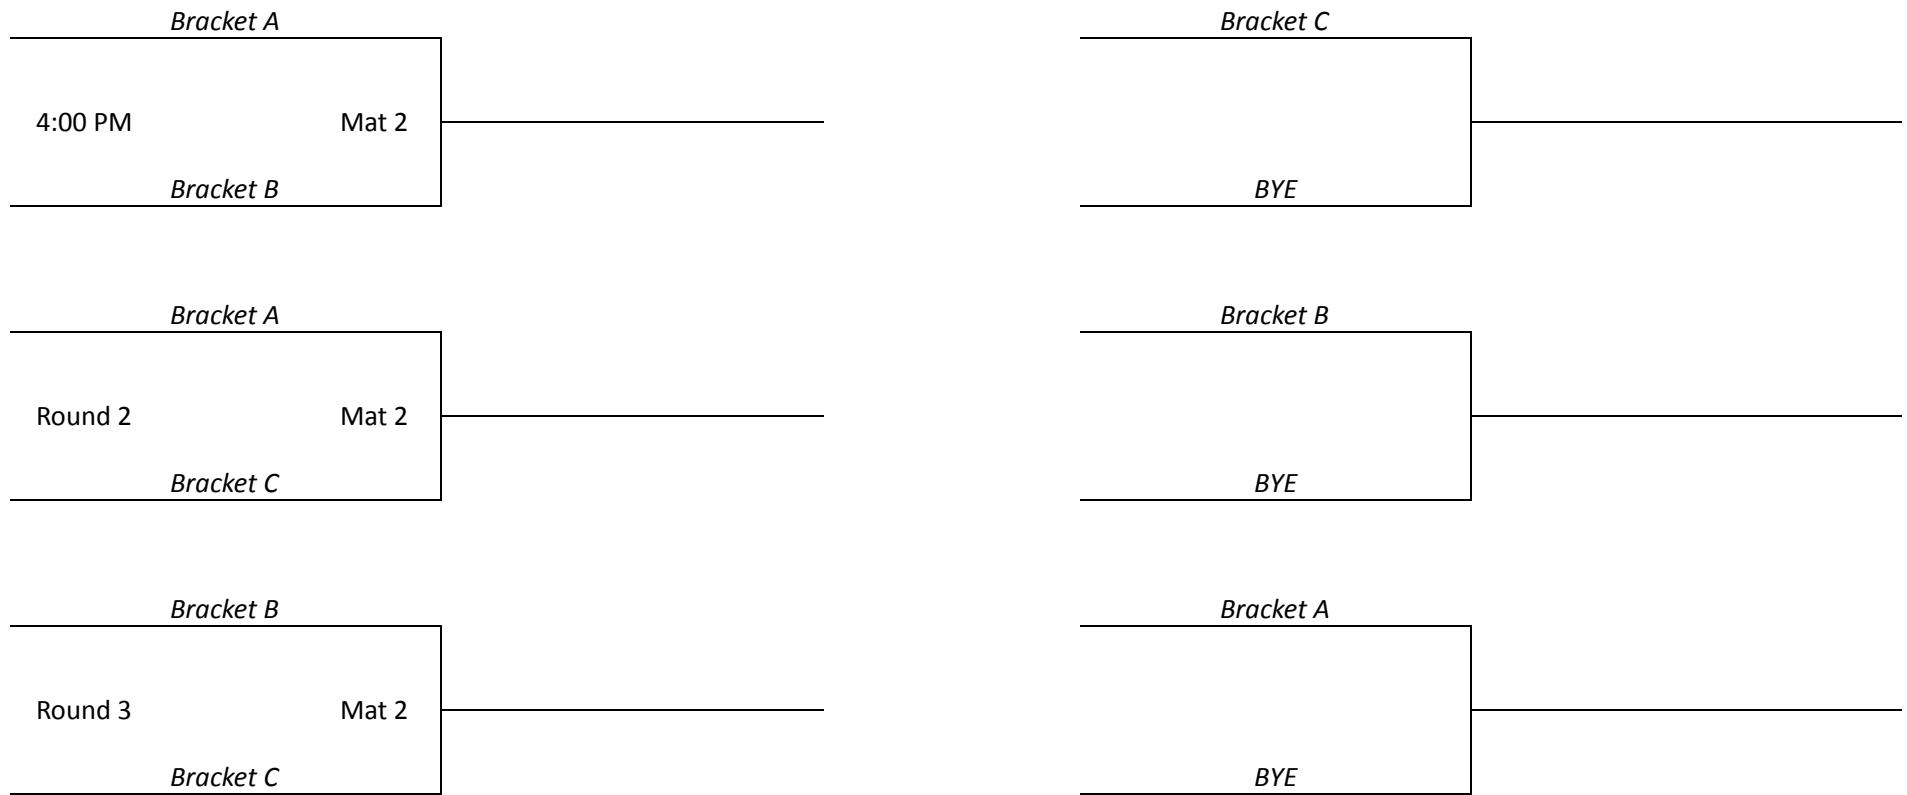 Bracket A
4:00 PM Mat 2
Bracket B
Bracket C
BYE
Bracket A
Round 2 Mat 2
Bracket C
Bracket B
BYE
Bracket B
Round 3 Mat 2
Bracket C
Bracket A
BYE